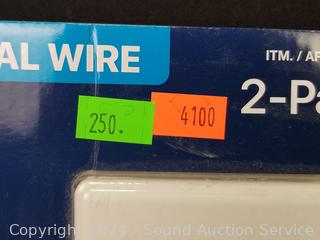 AL WIRE
ITM. / AR
2-Pa
250.
4100
Copyright 2024 - Sound Auction Service